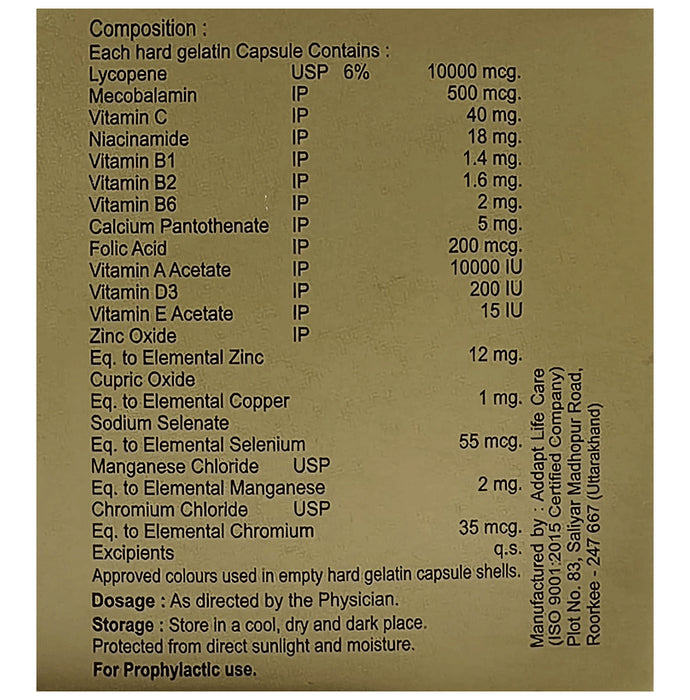 Composition :
Each hard gelatin Capsule Contains :
Lycopene USP 6% 10000 mcg.
Mecobalamin IP 500 mcg.
Vitamin C IP 40 mg.
Niacinamide IP 18 mg.
Vitamin B1 IP 1.4 mg.
Vitamin B2 IP 1.6 mg.
Vitamin B6 IP 2 mg.
Calcium Pantothenate IP 5 mg.
Folic Acid IP 200 mcg.
Vitamin A Acetate IP 10000 IU
Vitamin D3 IP 200 IU
Vitamin E Acetate IP 15 IU
Zinc Oxide IP
Eq. to Elemental Zinc 12 mg.
Cupric Oxide
Eq. to Elemental Copper 1 mg.
Sodium Selenate
Eq. to Elemental Selenium 55 mcg.
Manganese Chloride USP
Eq. to Elemental Manganese 2 mg.
Chromium Chloride USP
Eq. to Elemental Chromium 35 mcg.
Excipients q.s.
Approved colours used in empty hard gelatin capsule shells.
Dosage : As directed by the Physician.
Storage : Store in a cool, dry and dark place.
Protected from direct sunlight and moisture.
For Prophylactic use.
Manufactured by : Addapt Life Care
(ISO 9001:2015 Certified Company)
Plot No. 83, Saliyar Madhopur Road,
Roorkee - 247 667 (Uttarakhand)